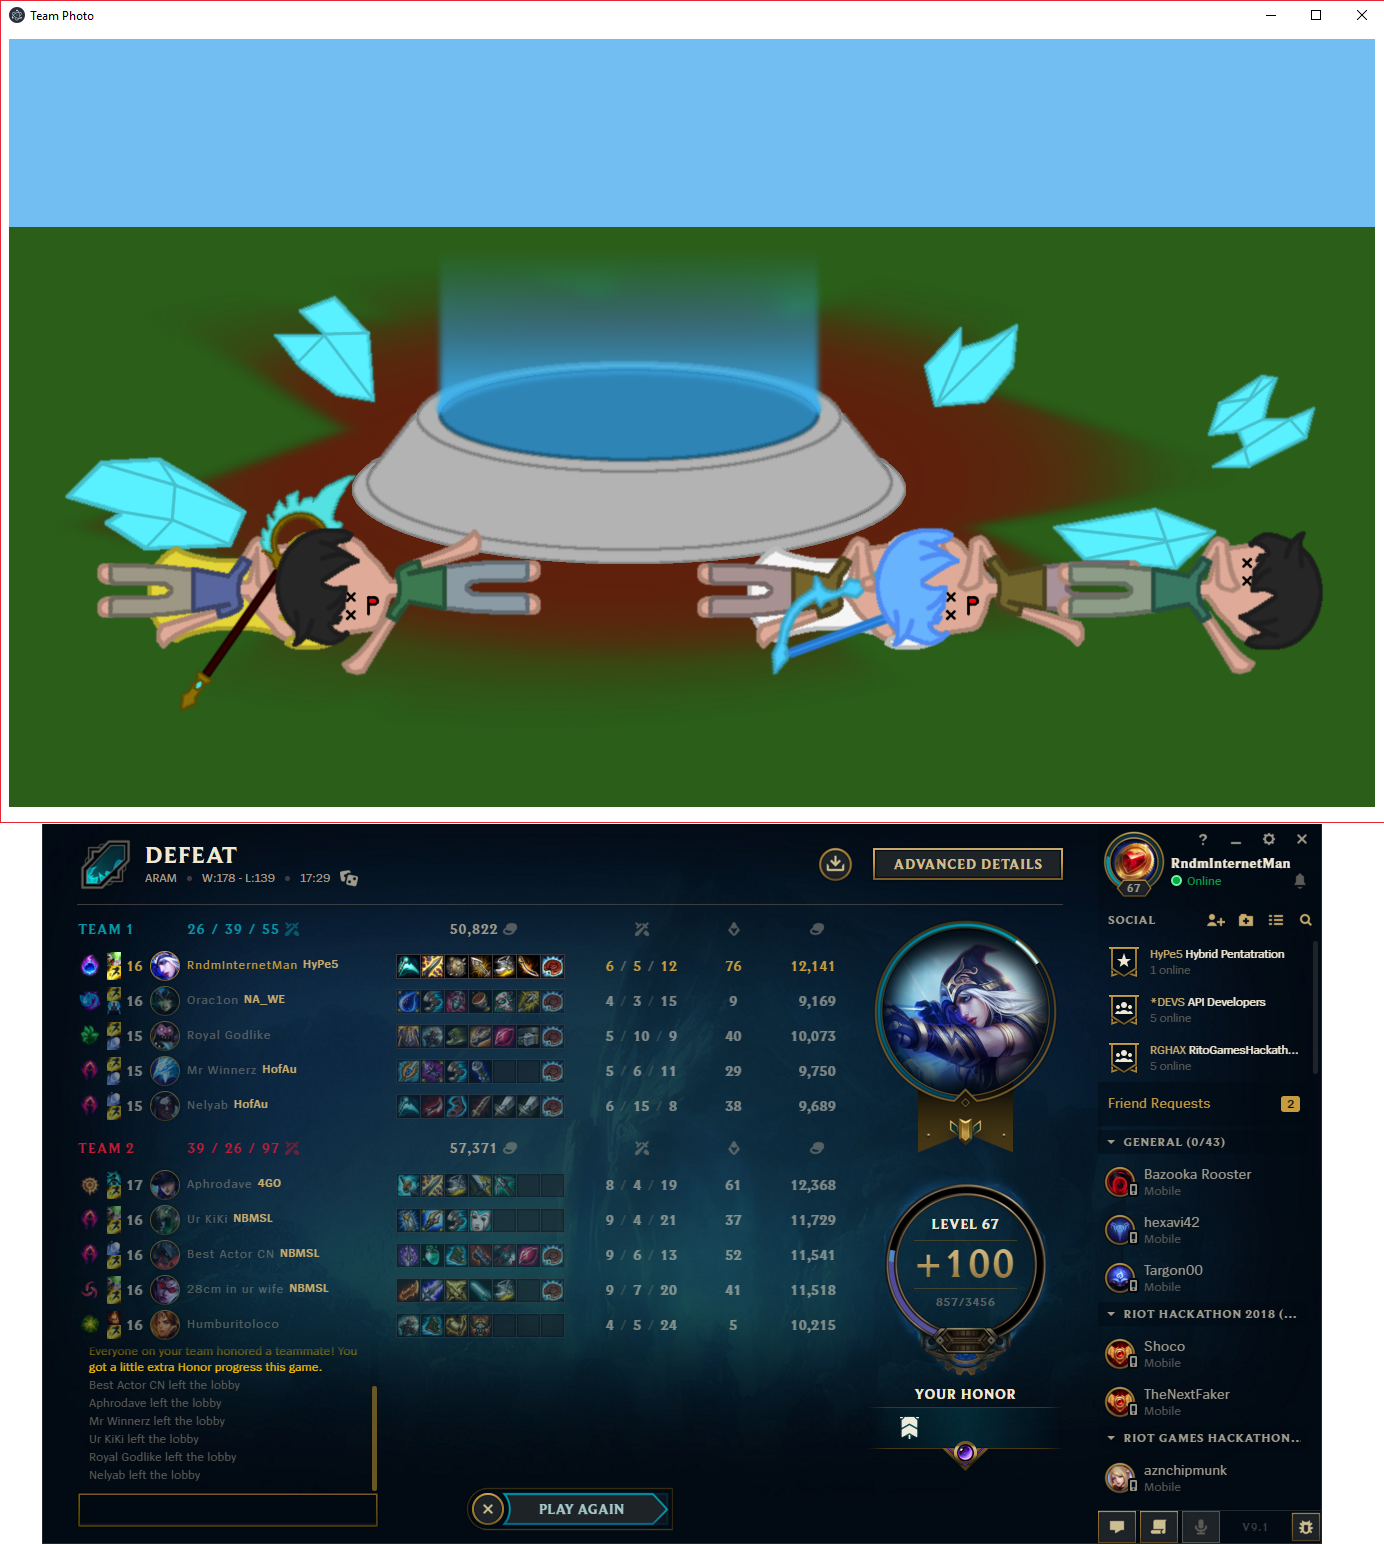 Team Photo
DEFEAT
ARAM • W:178 - L:139 • 17:29
ADVANCED DETAILS
TEAM 1 26 / 39 / 55 50,822
16 RndmInternetMan HyPe5 6 / 5 / 12 76 12,141
16 Orac1on NA_WE 4 / 3 / 15 9 9,169
15 Royal Godlike 5 / 10 / 9 40 10,073
15 Mr Winnerz HofAu 5 / 6 / 11 29 9,750
15 Nelyab HofAu 6 / 15 / 8 38 9,689
TEAM 2 39 / 26 / 97 57,371
17 Aphrodave 4GO 8 / 4 / 19 61 12,368
16 Ur KiKi NBMSL 9 / 4 / 21 37 11,729
16 Best Actor CN NBMSL 9 / 6 / 13 52 11,541
16 28cm in ur wife NBMSL 9 / 7 / 20 41 11,518
16 Humburitoloco 4 / 5 / 24 5 10,215
Everyone on your team honored a teammate! You
got a little extra Honor progress this game.
Best Actor CN left the lobby
Aphrodave left the lobby
Mr Winnerz left the lobby
Ur KiKi left the lobby
Royal Godlike left the lobby
Nelyab left the lobby
PLAY AGAIN
LEVEL 67
+100
857/3456
YOUR HONOR
?
67
RndmInternetMan
Online
SOCIAL
HyPe5 Hybrid Pentatration
1 online
*DEVS API Developers
5 online
RGHAX RitoGamesHackath...
5 online
Friend Requests 2
GENERAL (0/43)
Bazooka Rooster
Mobile
hexavi42
Mobile
Targon00
Mobile
RIOT HACKATHON 2018 (...
Shoco
Mobile
TheNextFaker
Mobile
RIOT GAMES HACKATHON...
aznchipmunk
Mobile
V9.1